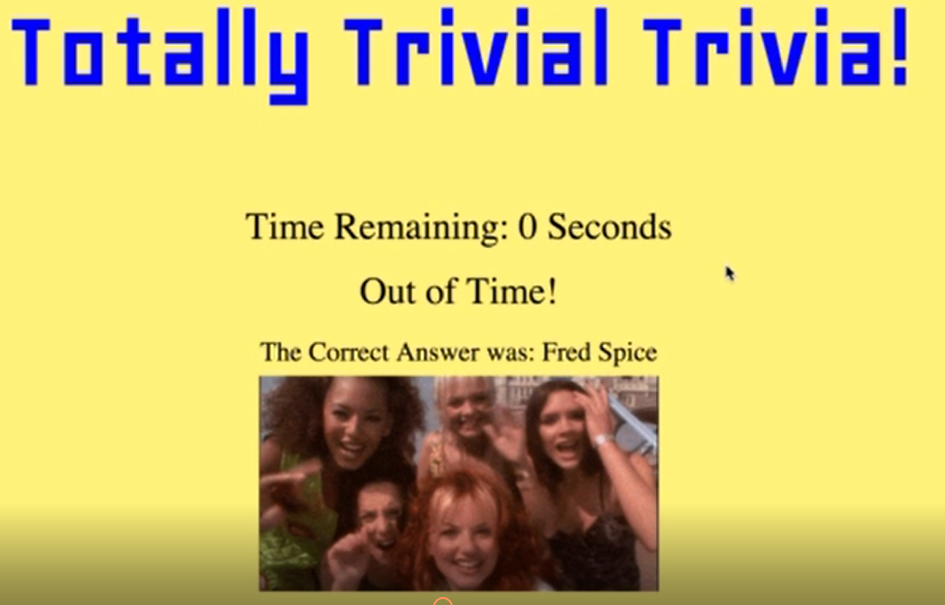 Totally Trivial Trivia!
Time Remaining: 0 Seconds
Out of Time!
The Correct Answer was: Fred Spice